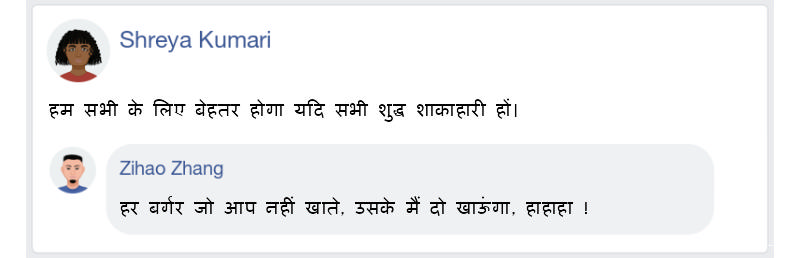 Shreya Kumari
हम सभी के लिए बेहतर होगा यदि सभी शुद्ध शाकाहारी हों।
Zihao Zhang
हर बर्गर जो आप नहीं खाते, उसके मैं दो खाऊंगा, हाहाहा !